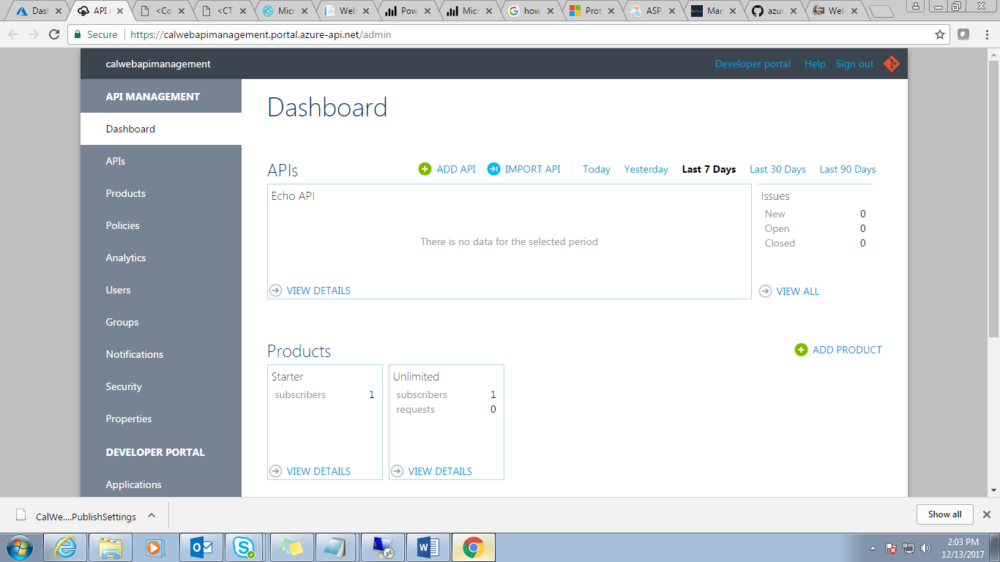 Dash API <Co <CT Micr Web Pow Micr how Prot ASP. Man azur Wel
Secure https://calwebapimanagement.portal.azure-api.net/admin
calwebapimanagement Developer portal Help Sign out
API MANAGEMENT
Dashboard
APIs
Products
Policies
Analytics
Users
Groups
Notifications
Security
Properties
DEVELOPER PORTAL
Applications
Dashboard
APIs ADD API IMPORT API Today Yesterday Last 7 Days Last 30 Days Last 90 Days
Echo API
There is no data for the selected period
VIEW DETAILS
Issues
New 0
Open 0
Closed 0
VIEW ALL
Products ADD PRODUCT
Starter
subscribers 1
VIEW DETAILS
Unlimited
subscribers 1
requests 0
VIEW DETAILS
CalWe....PublishSettings Show all
2:03 PM
12/13/2017